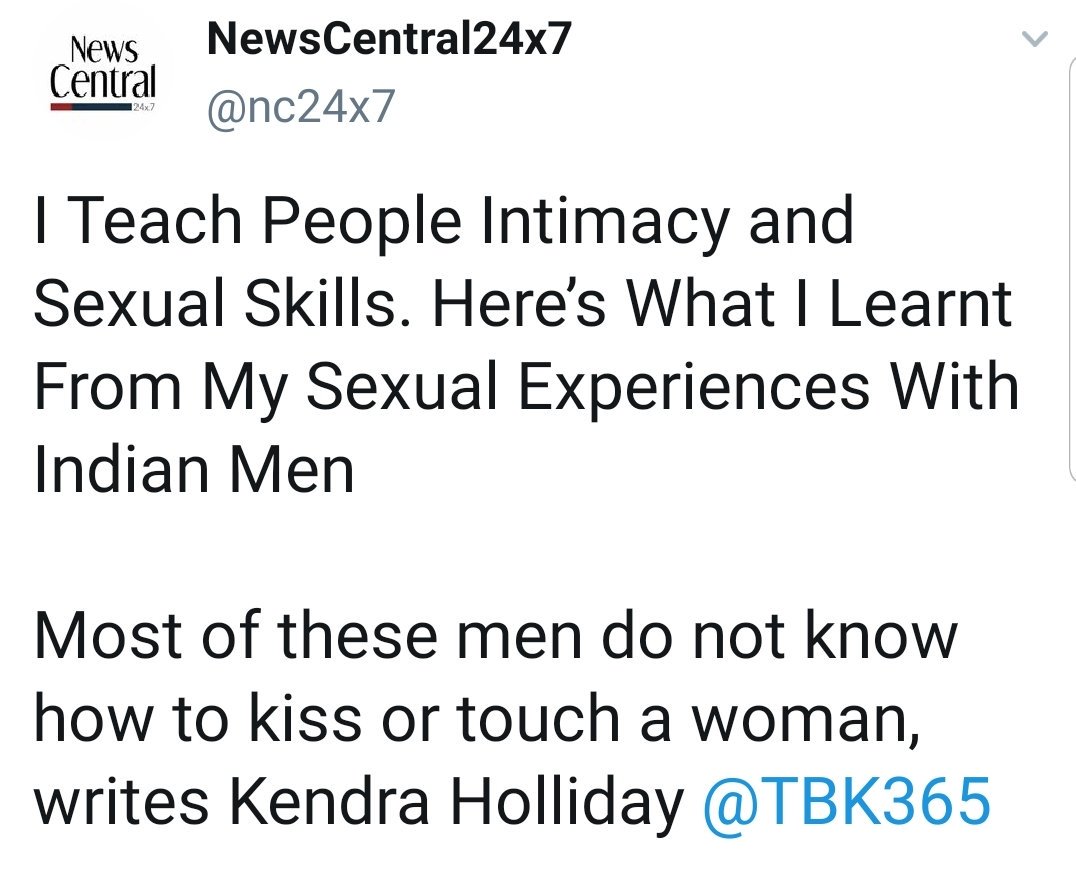 News
Central
24x7
NewsCentral24x7
@nc24x7
I Teach People Intimacy and
Sexual Skills. Here’s What I Learnt
From My Sexual Experiences With
Indian Men
Most of these men do not know
how to kiss or touch a woman,
writes Kendra Holliday @TBK365